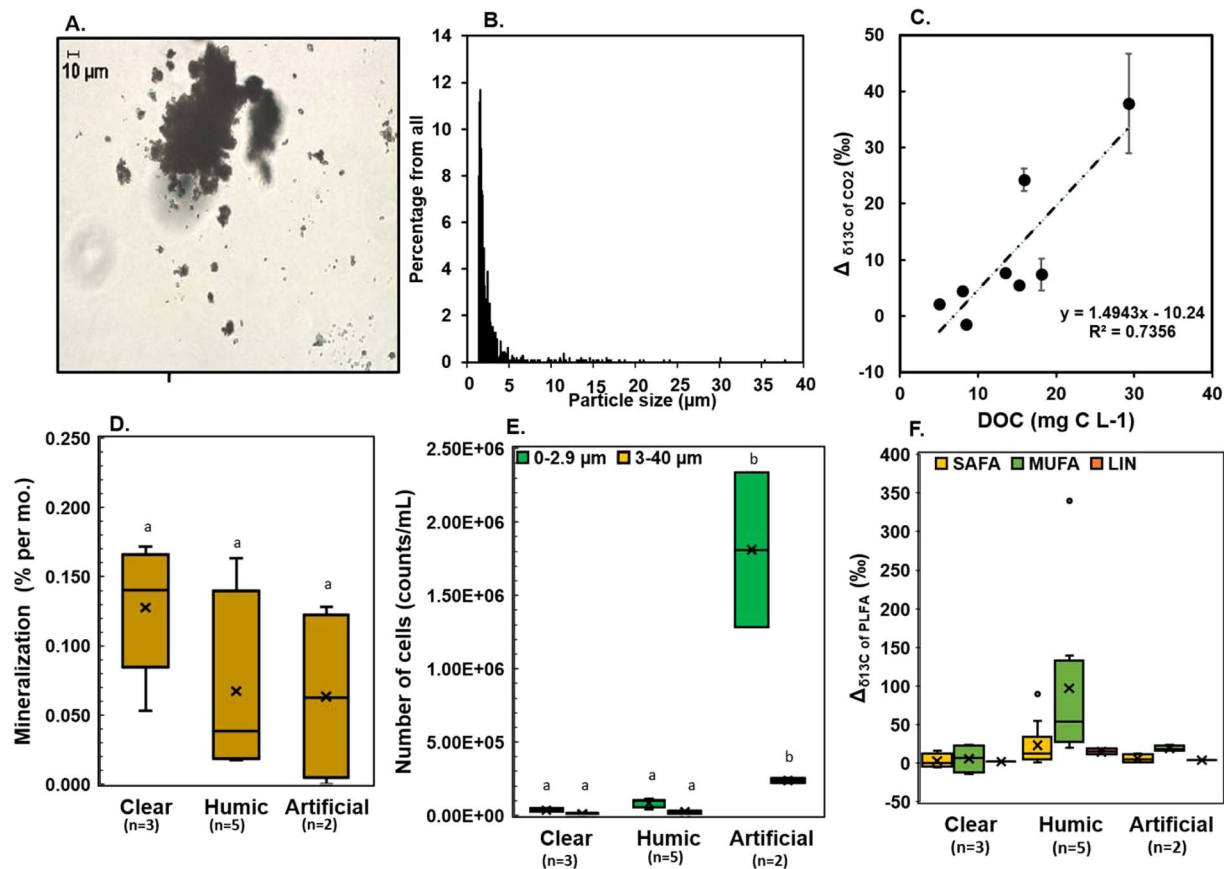 A.
10 µm
B.
Percentage from all
14
12
10
8
6
4
2
0
0
5
10
15
20
25
30
35
40
Particle size (µm)
C.
Δ δ13C of CO2 (‰)
50
40
30
20
10
0
-10
0
10
20
30
40
y = 1.4943x - 10.24
R² = 0.7356
DOC (mg C L-1)
D.
Mineralization (% per mo.)
0.250
0.200
0.150
0.100
0.050
0.000
a
a
a
Clear
Humic
Artificial
(n=3)
(n=5)
(n=2)
E.
Number of cells (counts/mL)
2.50E+06
2.00E+06
1.50E+06
1.00E+06
5.00E+05
0.00E+00
0-2.9 µm
3-40 µm
a
a
a
a
b
b
Clear
Humic
Artificial
(n=3)
(n=5)
(n=2)
F.
Δδ13C of PLFA (‰)
400
350
300
250
200
150
100
50
0
-50
SAFA
MUFA
LIN
Clear
Humic
Artificial
(n=3)
(n=5)
(n=2)